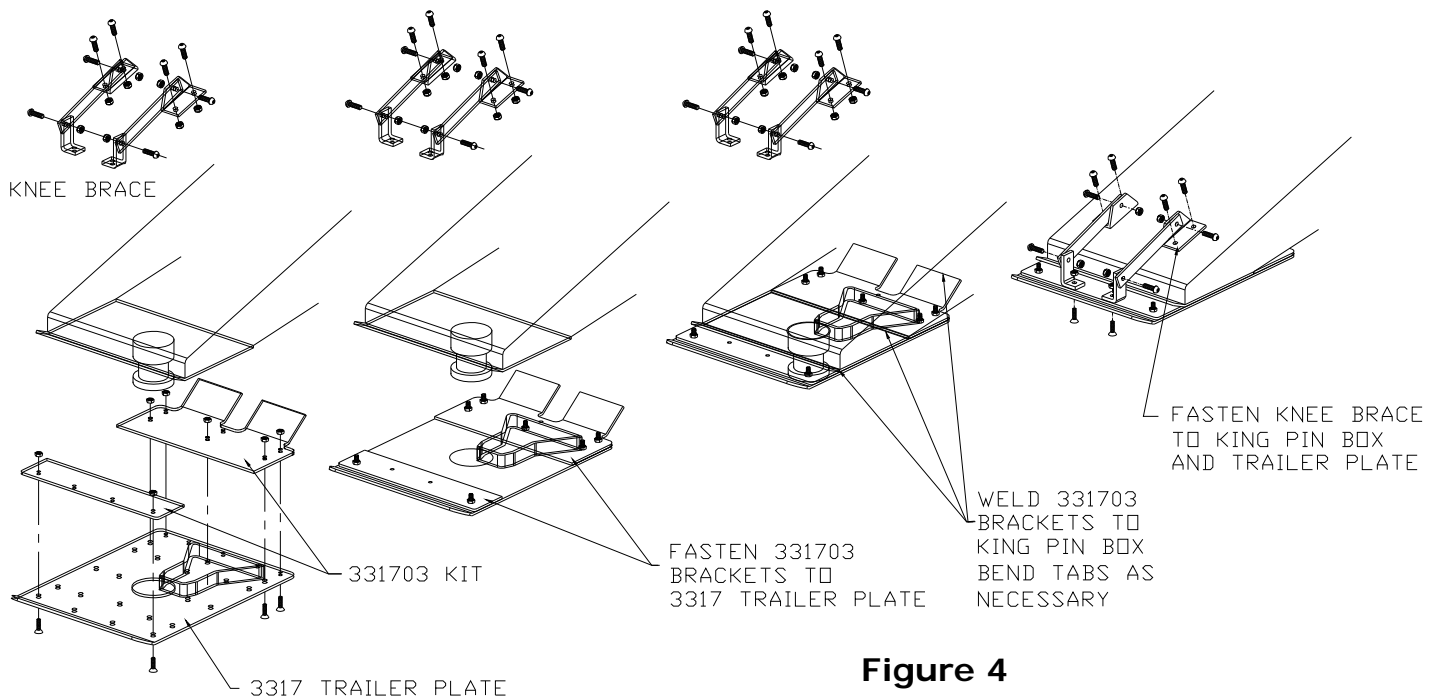 KNEE BRACE
331703 KIT
3317 TRAILER PLATE
FASTEN 331703
BRACKETS TO
3317 TRAILER PLATE
WELD 331703
BRACKETS TO
KING PIN BOX
BEND TABS AS
NECESSARY
FASTEN KNEE BRACE
TO KING PIN BOX
AND TRAILER PLATE
Figure 4